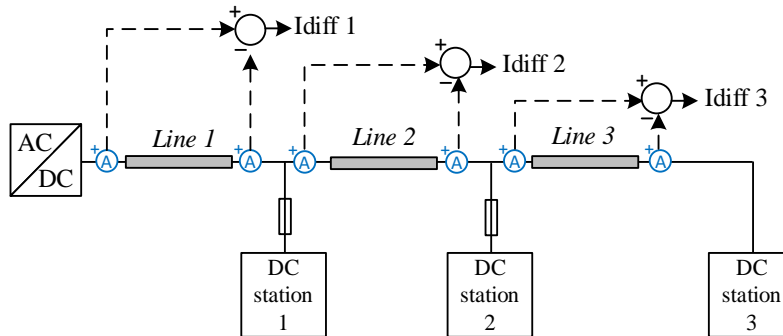 Idiff 1
Idiff 2
Idiff 3
+
−
+
−
+
−
Line 1
Line 2
Line 3
AC
DC
+ A
+ A
+ A
+ A
+ A
+ A
DC
station
1
DC
station
2
DC
station
3